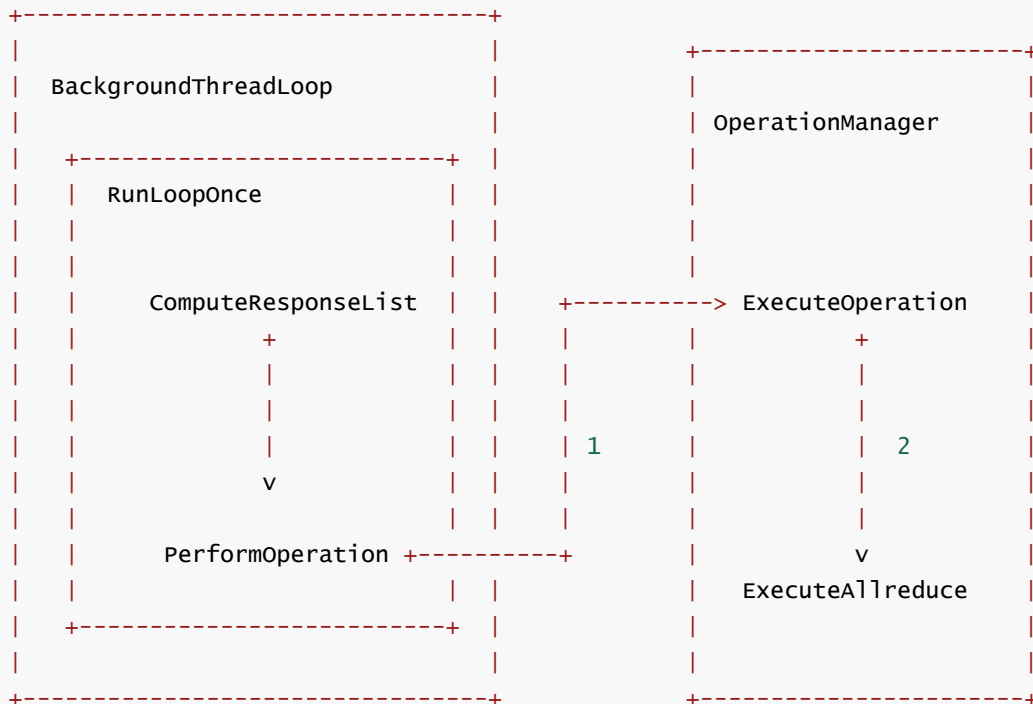 BackgroundThreadLoop
OperationManager
RunLoopOnce
ComputeResponseList
ExecuteOperation
1
2
v
PerformOperation
v
ExecuteAllreduce